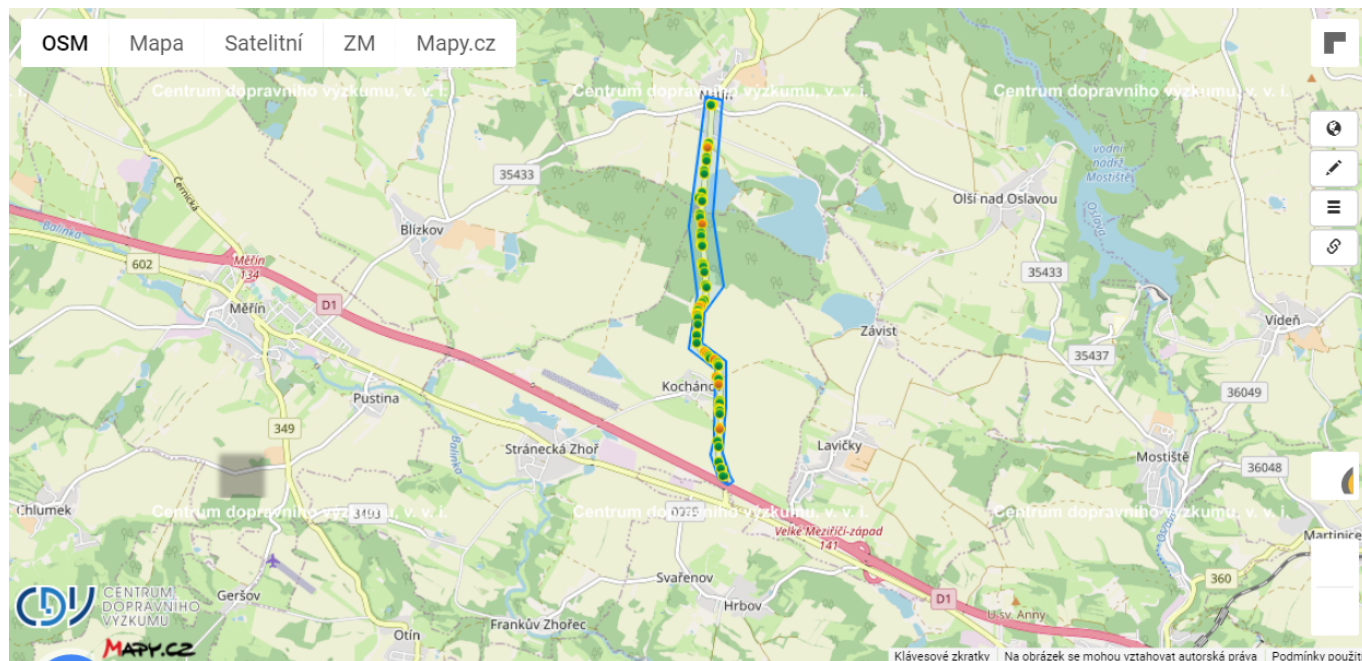 OSM Mapa Satelitní ZM Mapy.cz
Centrum dopravního výzkumu, v. v. i.
Centrum dopravního výzkumu, v. v. i.
Centrum dopravního výzkumu, v. v. i.
vodní
nádrž
Mostiště
35433
Olší nad Oslavou
Černická
Oslava
Balinka
Blízkov
602
Měřín
134
35433
Měřín
D1
Závist
Vídeň
35437
Kochánov
36049
Pustina
349
Balinka
Stránecká Zhoř
Lavičky
Mostiště
36048
Chlumek
Centrum dopravního výzkumu, v. v. i.
Centrum dopravního výzkumu, v. v. i.
Centrum dopravního výzkumu, v. v. i.
Velké Meziříčí-západ
141
Martinice
Svařenov
360
Geršov
Hrbov
D1
U sv. Anny
Frankův Zhořec
Otín
CENTRUM
DOPRAVNÍHO
VÝZKUMU
MAPY.CZ
Klávesové zkratky Na obrázek se mohou vztahovat autorská práva Podmínky použit